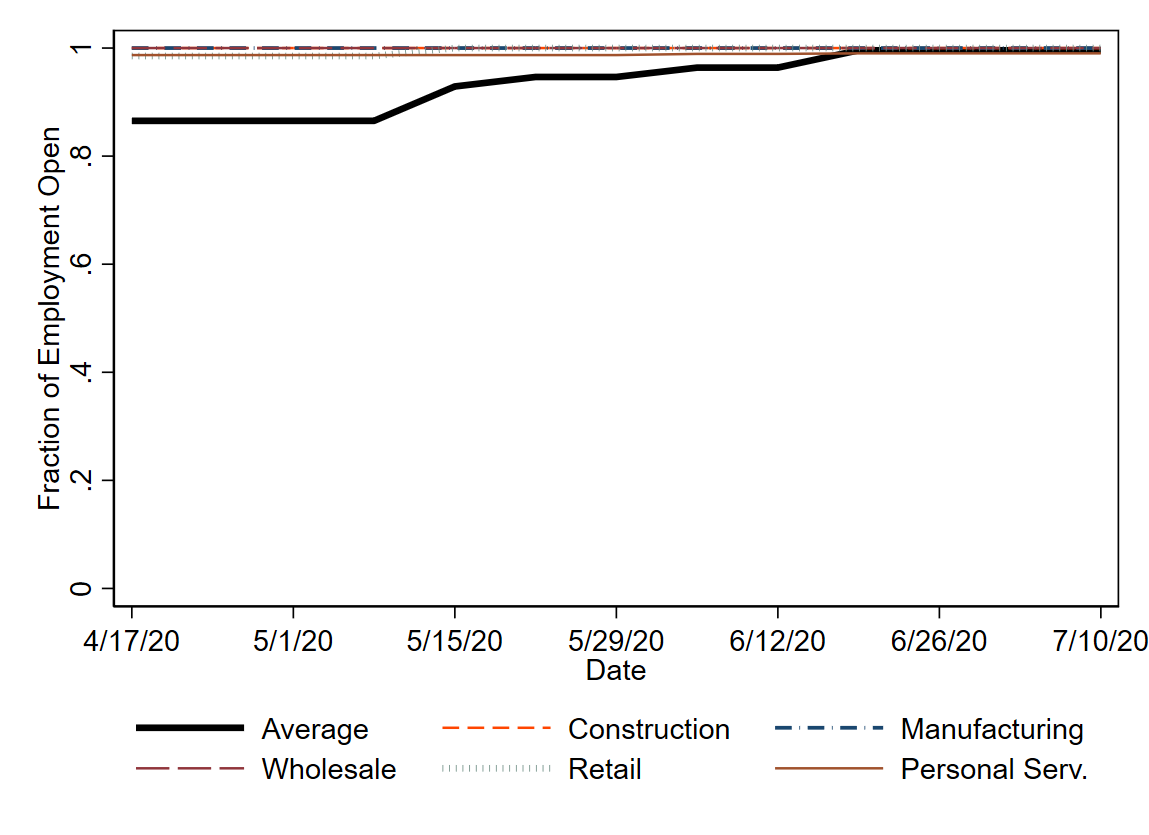 Fraction of Employment Open
1
.8
.6
.4
.2
0
4/17/20 5/1/20 5/15/20 5/29/20 6/12/20 6/26/20 7/10/20
Date
Average Construction Manufacturing
Wholesale Retail Personal Serv.